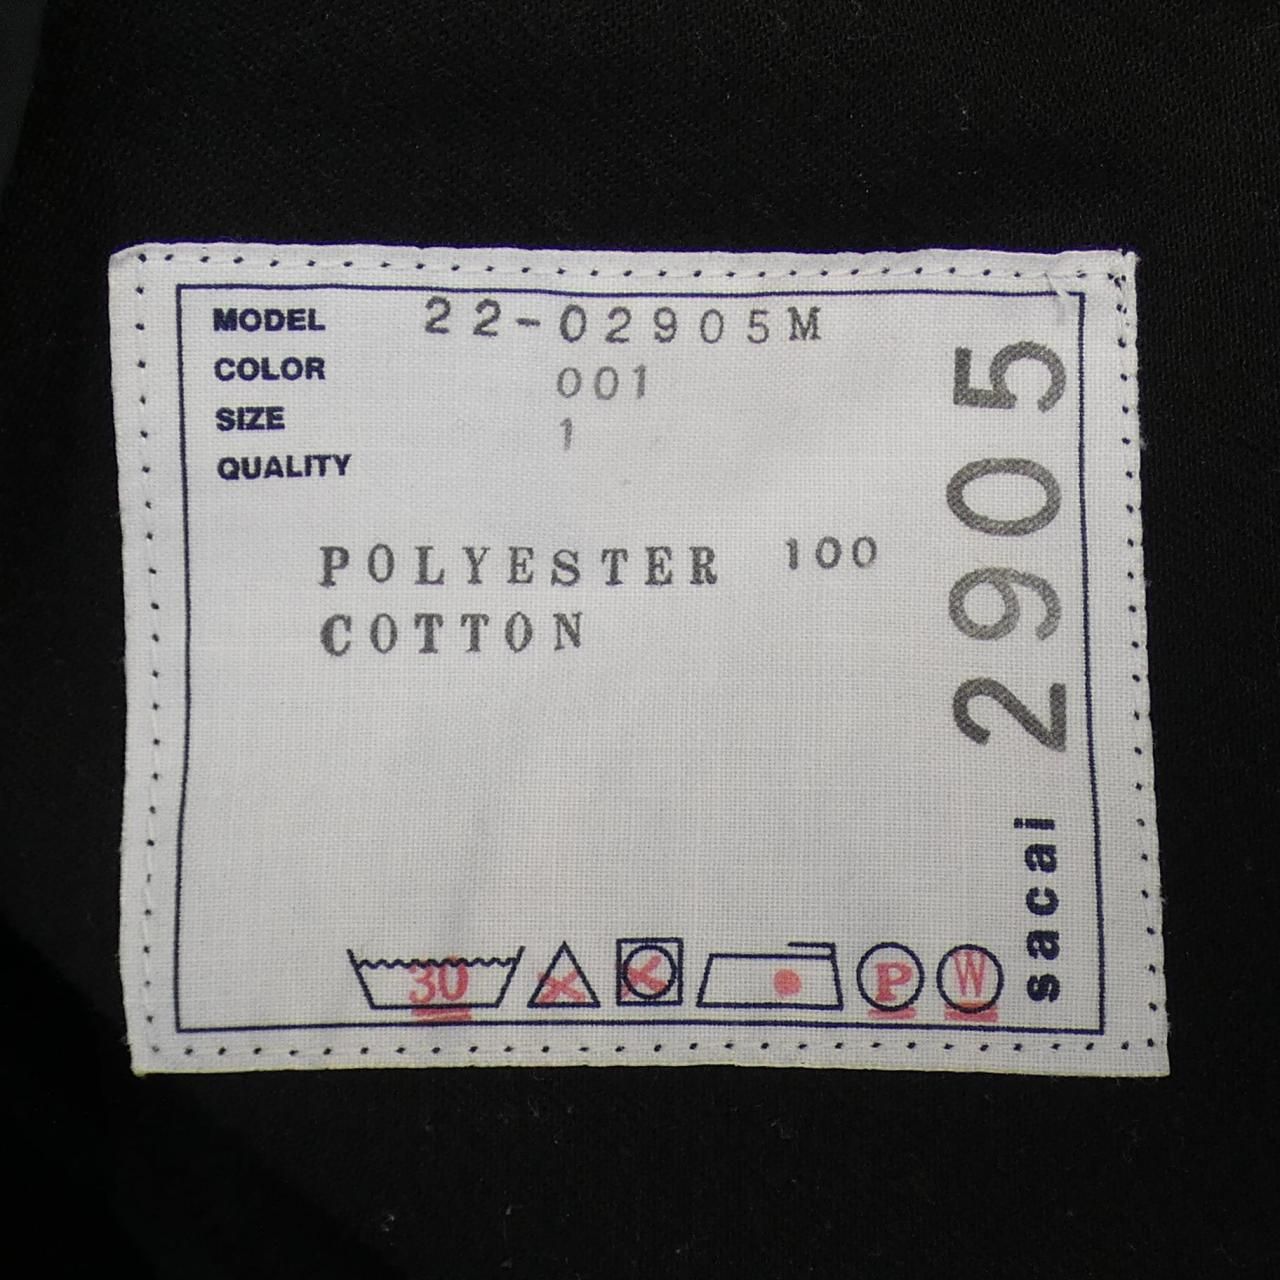 MODEL 22-02905M
COLOR 001
SIZE 1
QUALITY
POLYESTER 100
COTTON
30 P W
sacai 2905